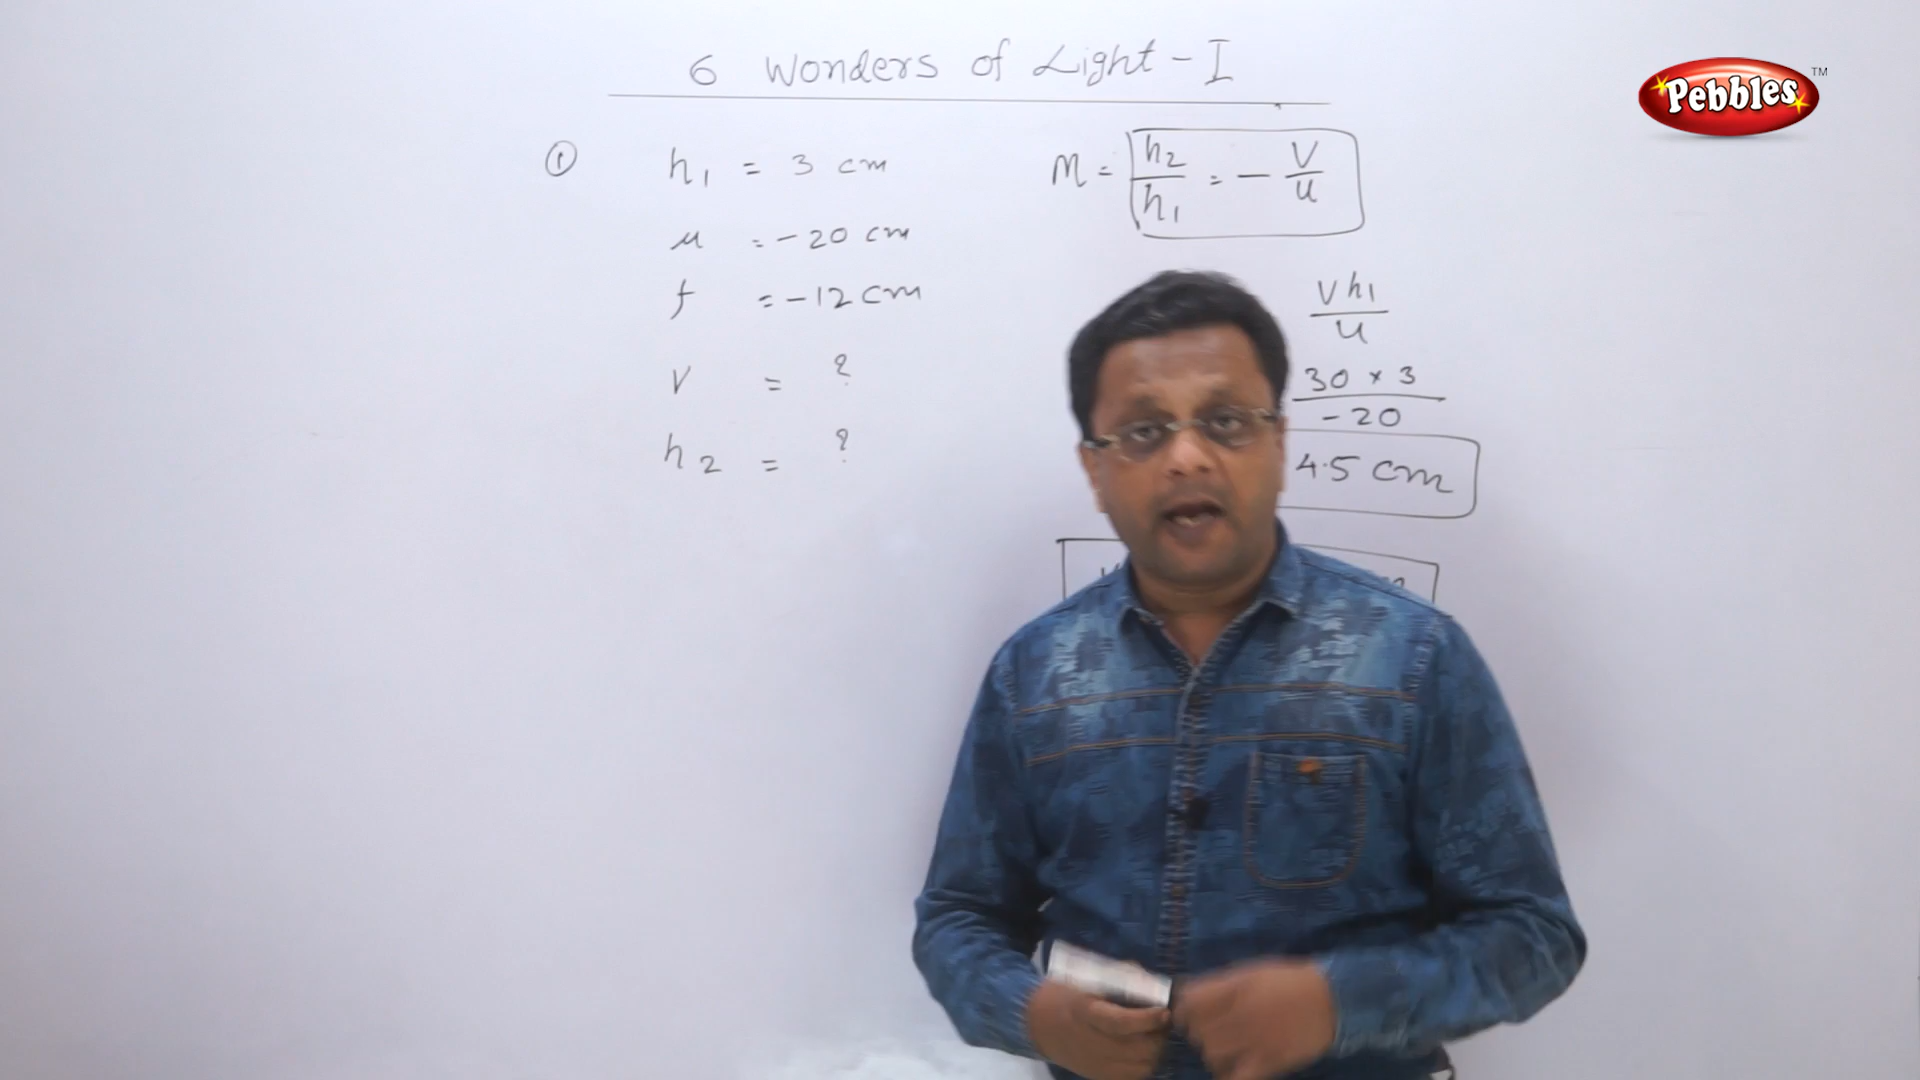 6 Wonders of Light - I
Pebbles TM
① h₁ = 3 cm
u = -20 cm
f = -12 cm
v = ?
h₂ = ?
M = h₂/h₁ = - v/u
v h₁/u
30 × 3/-20
4.5 cm